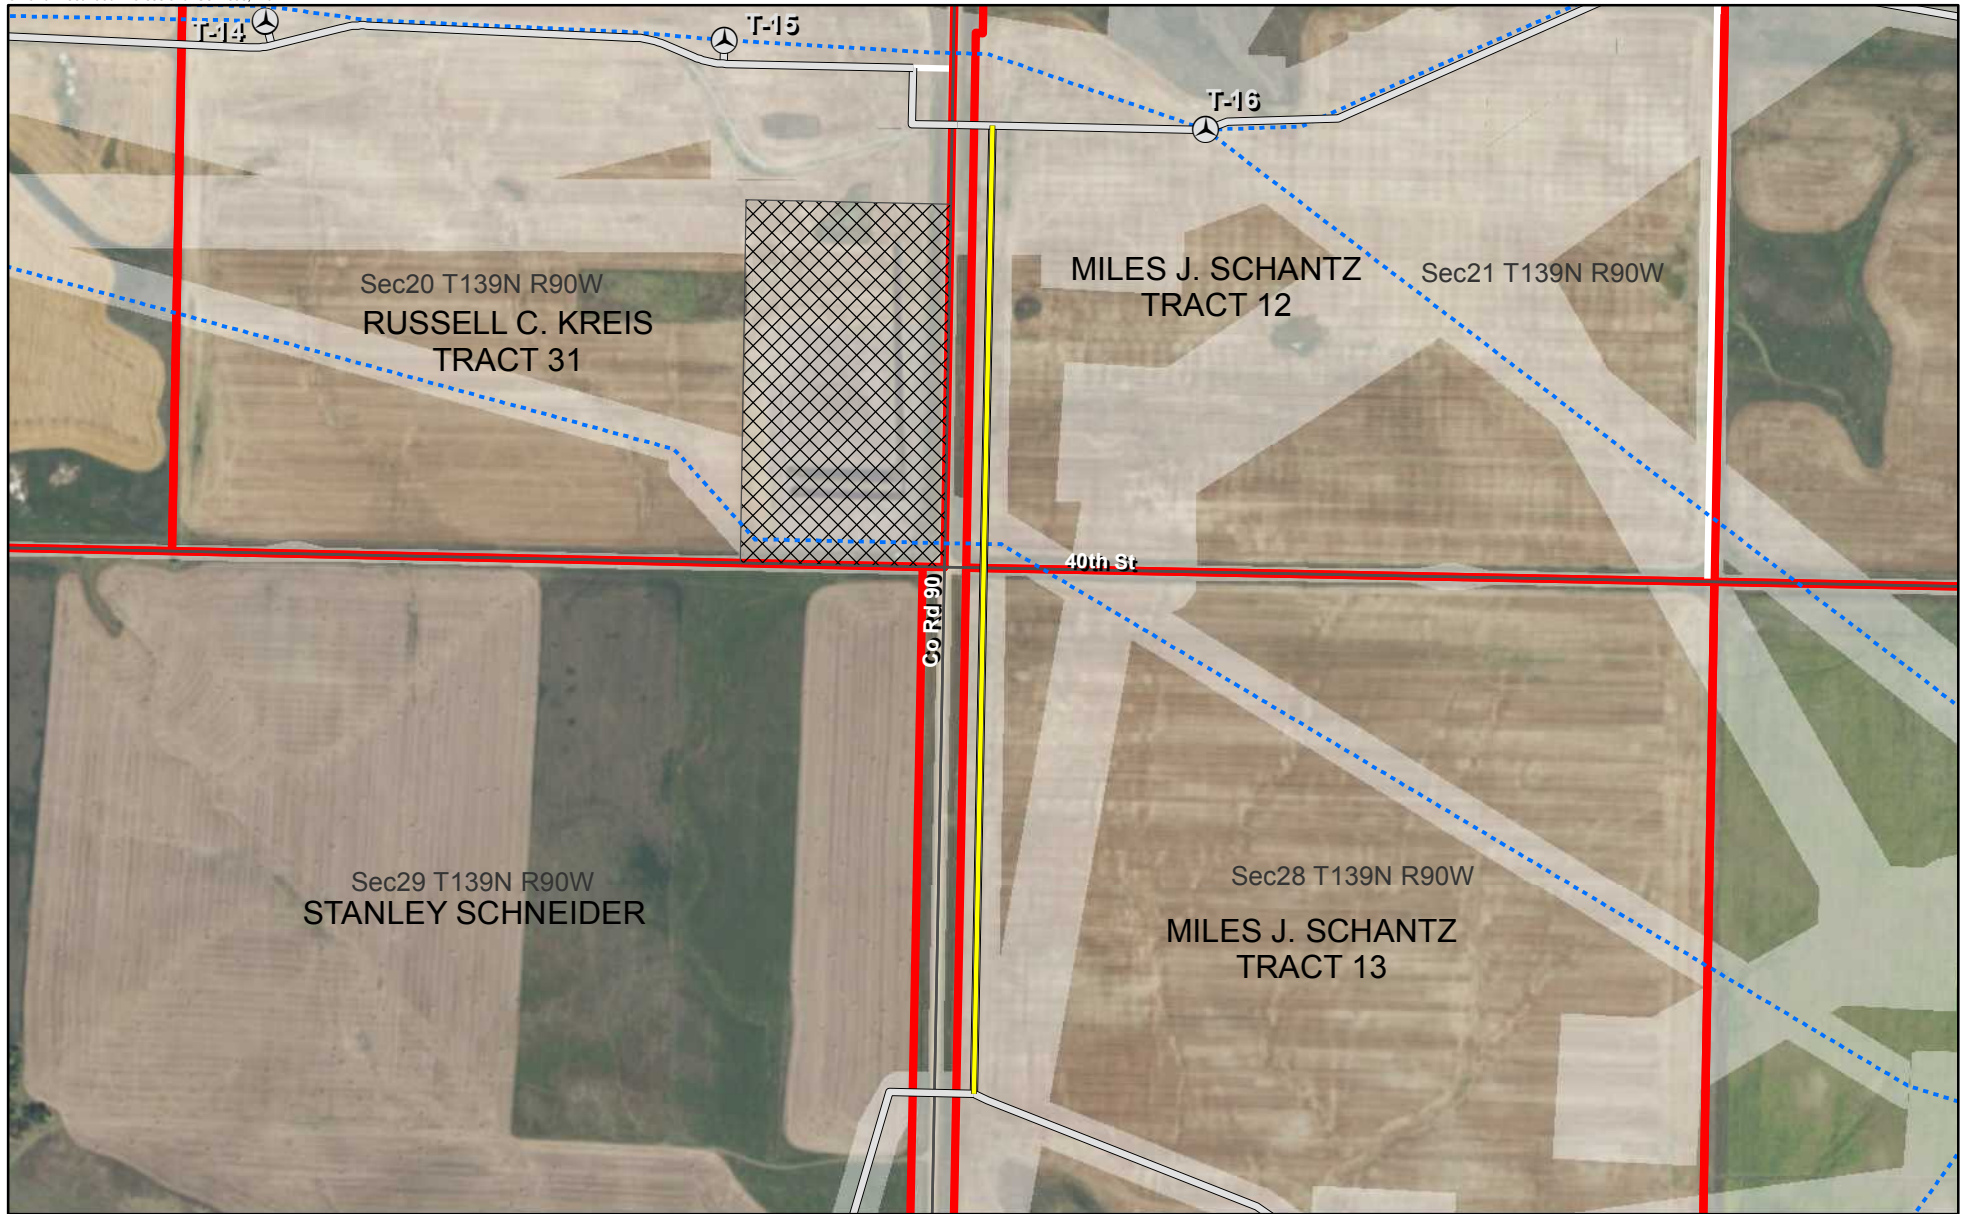 T-14
T-15
T-16
Sec20 T139N R90W
RUSSELL C. KREIS
TRACT 31
MILES J. SCHANTZ
TRACT 12
Sec21 T139N R90W
40th St
Co Rd 90
Sec29 T139N R90W
STANLEY SCHNEIDER
Sec28 T139N R90W
MILES J. SCHANTZ
TRACT 13